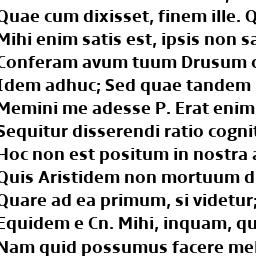 Quae cum dixisset, finem ille. Q
Mihi enim satis est, ipsis non sa
Conferam avum tuum Drusum c
Idem adhuc; Sed quae tandem
Memini me adesse P. Erat enim
Sequitur disserendi ratio cognit
Hoc non est positum in nostra a
Quis Aristidem non mortuum d
Quare ad ea primum, si videtur;
Equidem e Cn. Mihi, inquam, qu
Nam quid possumus facere mel